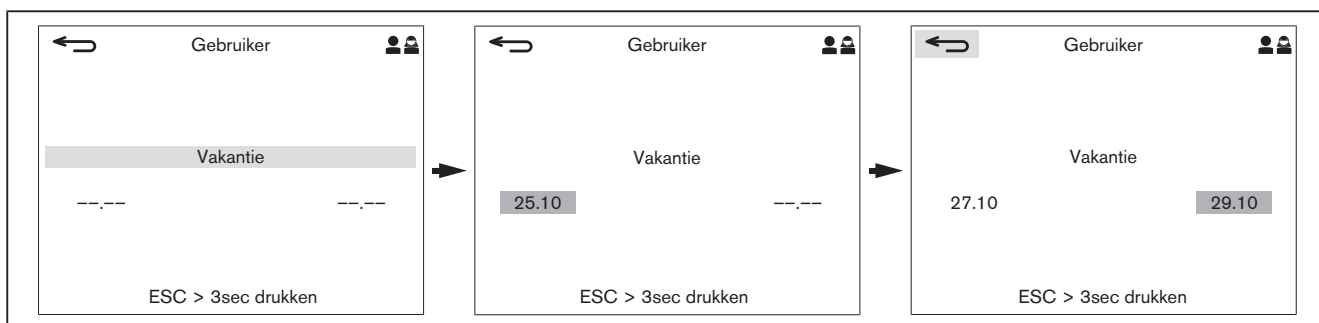 Gebruiker
Vakantie
––.–– ––.––
ESC > 3sec drukken
Gebruiker
Vakantie
25.10 ––.––
ESC > 3sec drukken
Gebruiker
Vakantie
27.10 29.10
ESC > 3sec drukken